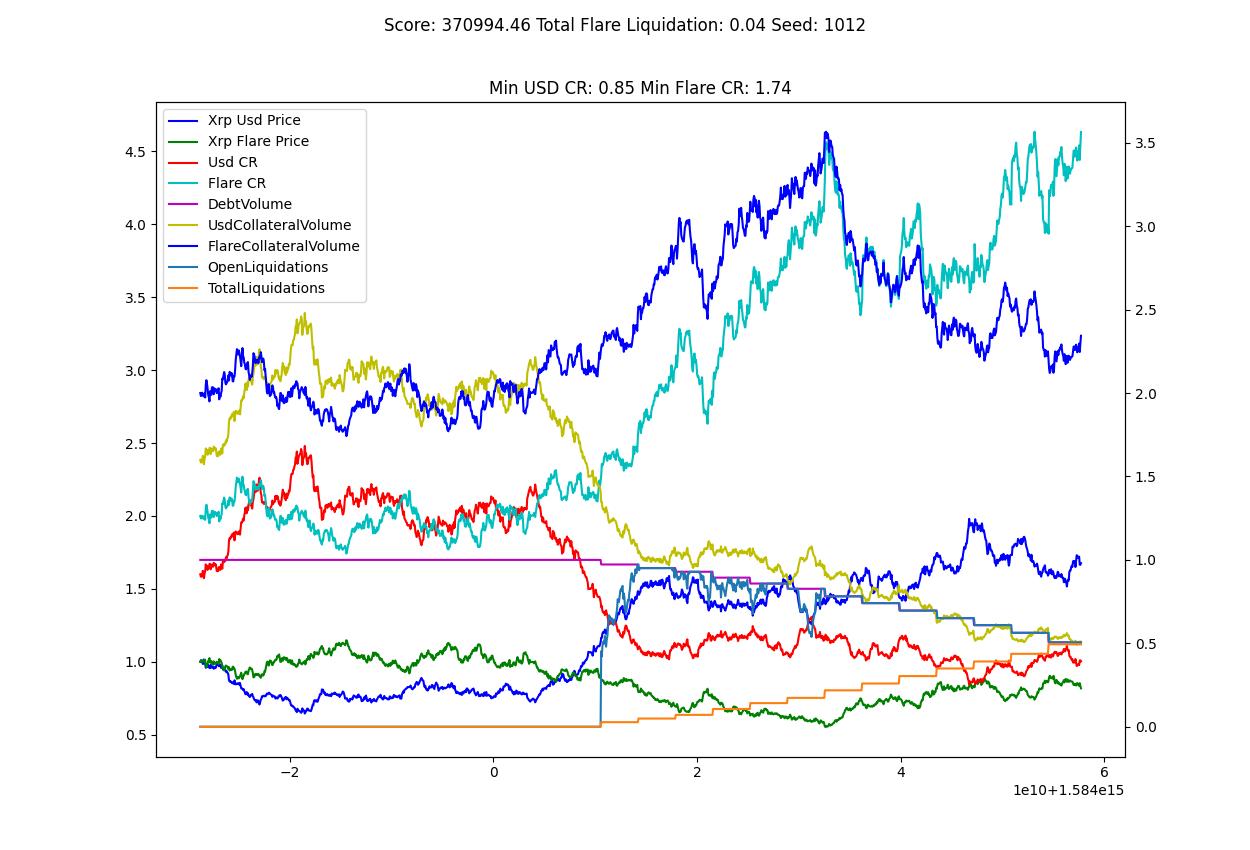 Score: 370994.46 Total Flare Liquidation: 0.04 Seed: 1012
Min USD CR: 0.85 Min Flare CR: 1.74
Xrp Usd Price
Xrp Flare Price
Usd CR
Flare CR
DebtVolume
UsdCollateralVolume
FlareCollateralVolume
OpenLiquidations
TotalLiquidations
4.5
4.0
3.5
3.0
2.5
2.0
1.5
1.0
0.5
3.5
3.0
2.5
2.0
1.5
1.0
0.5
0.0
−2
0
2
4
6
1e10+1.584e15